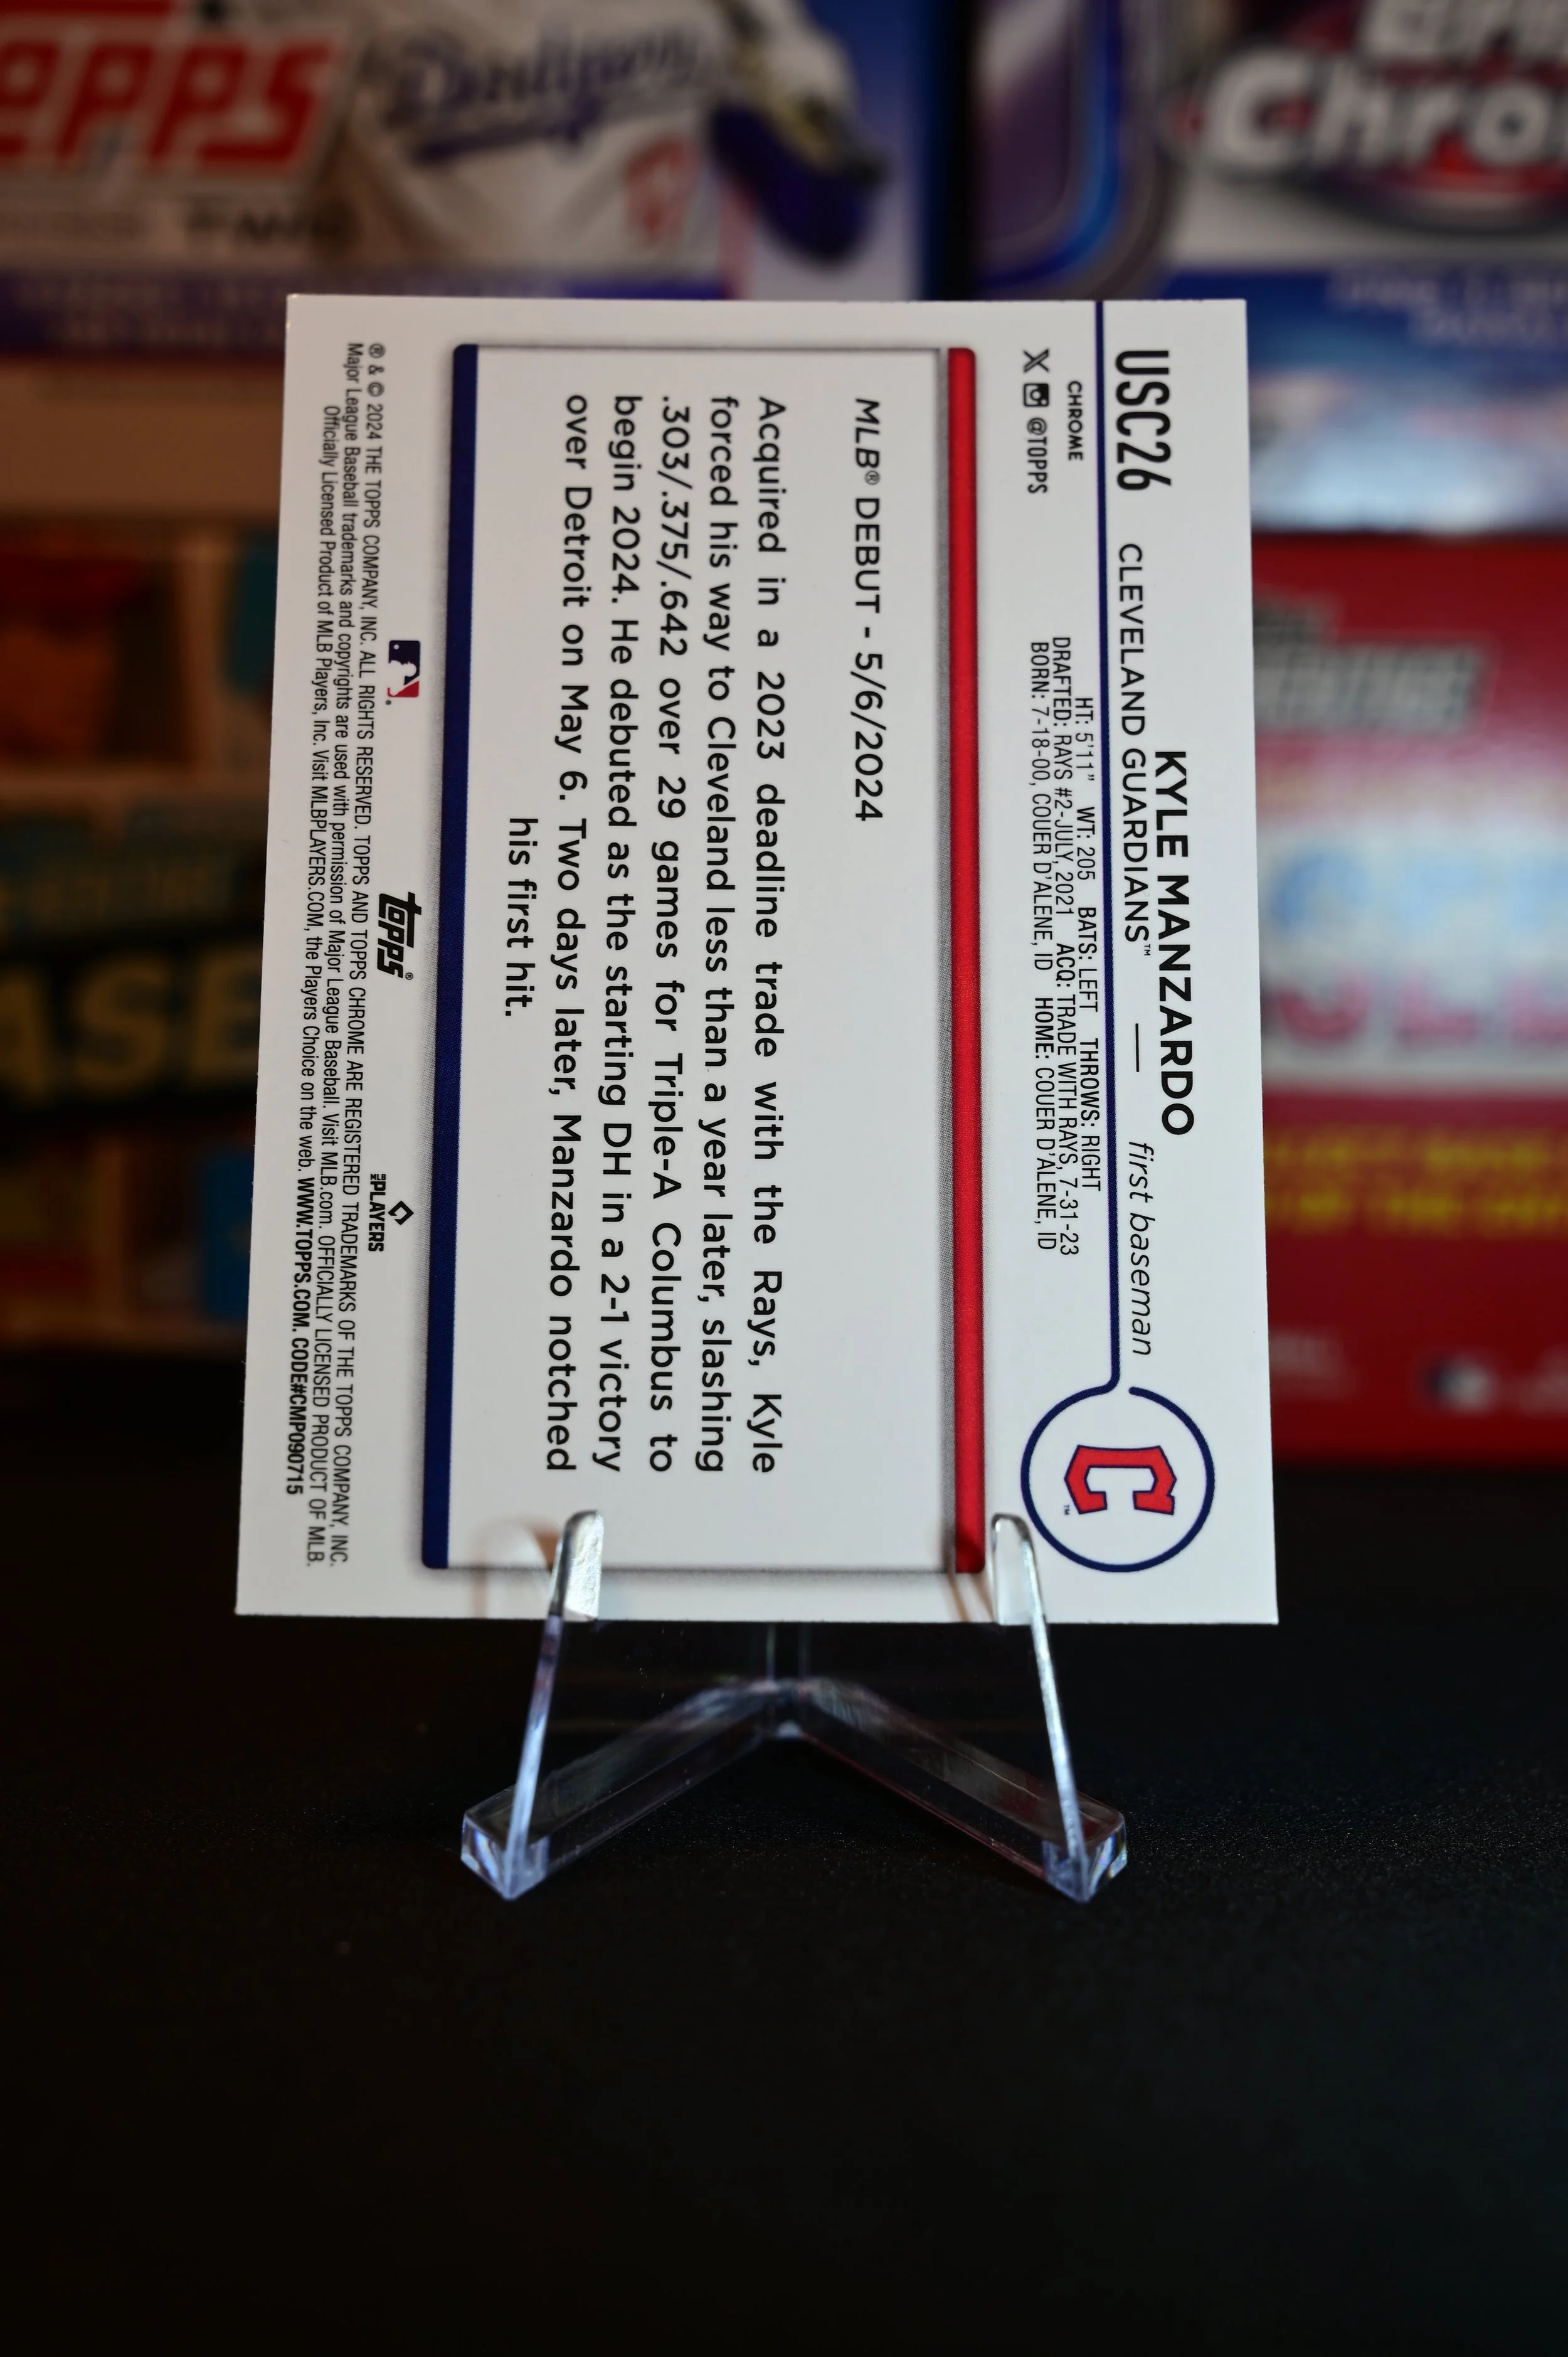 KYLE MANZARDO
USC26 CLEVELAND GUARDIANS™ — first baseman
CHROME
X @TOPPS
HT: 5'11" WT: 205 BATS: LEFT THROWS: RIGHT
DRAFTED: RAYS #2-JULY, 2021 ACQ: TRADE WITH RAYS, 7-31-23
BORN: 7-18-00, COUER D'ALENE, ID HOME: COUER D'ALENE, ID
C™
MLB® DEBUT - 5/6/2024
Acquired in a 2023 deadline trade with the Rays, Kyle
forced his way to Cleveland less than a year later, slashing
.303/.375/.642 over 29 games for Triple-A Columbus to
begin 2024. He debuted as the starting DH in a 2-1 victory
over Detroit on May 6. Two days later, Manzardo notched
his first hit.
topps®
MLB PLAYERS
® & © 2024 THE TOPPS COMPANY, INC. ALL RIGHTS RESERVED. TOPPS AND TOPPS CHROME ARE REGISTERED TRADEMARKS OF THE TOPPS COMPANY, INC.
Major League Baseball trademarks and copyrights are used with permission of Major League Baseball. Visit MLB.com. OFFICIALLY LICENSED PRODUCT OF MLB.
Officially Licensed Product of MLB Players, Inc. Visit MLBPLAYERS.COM, the Players Choice on the web. WWW.TOPPS.COM. CODE#CMP090715
TOPPS
Dodgers
Chro
ASE